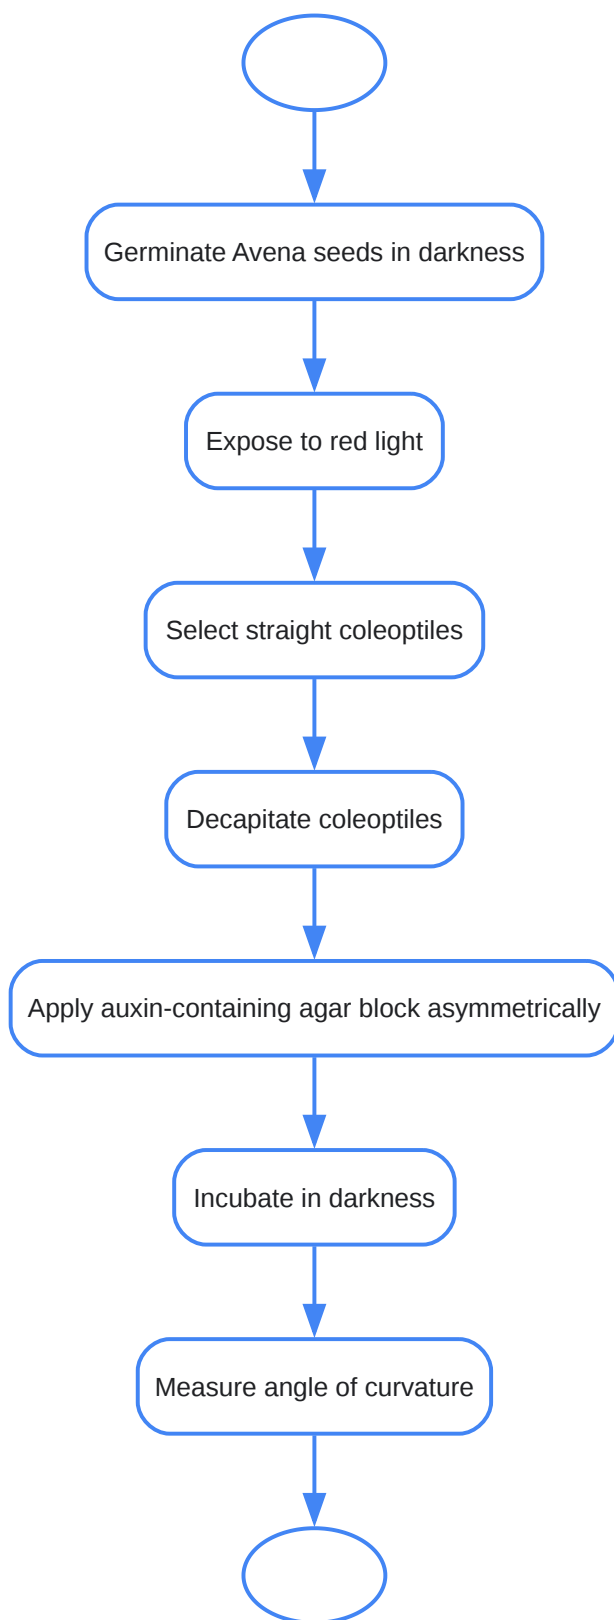 Germinate Avena seeds in darkness
Expose to red light
Select straight coleoptiles
Decapitate coleoptiles
Apply auxin-containing agar block asymmetrically
Incubate in darkness
Measure angle of curvature